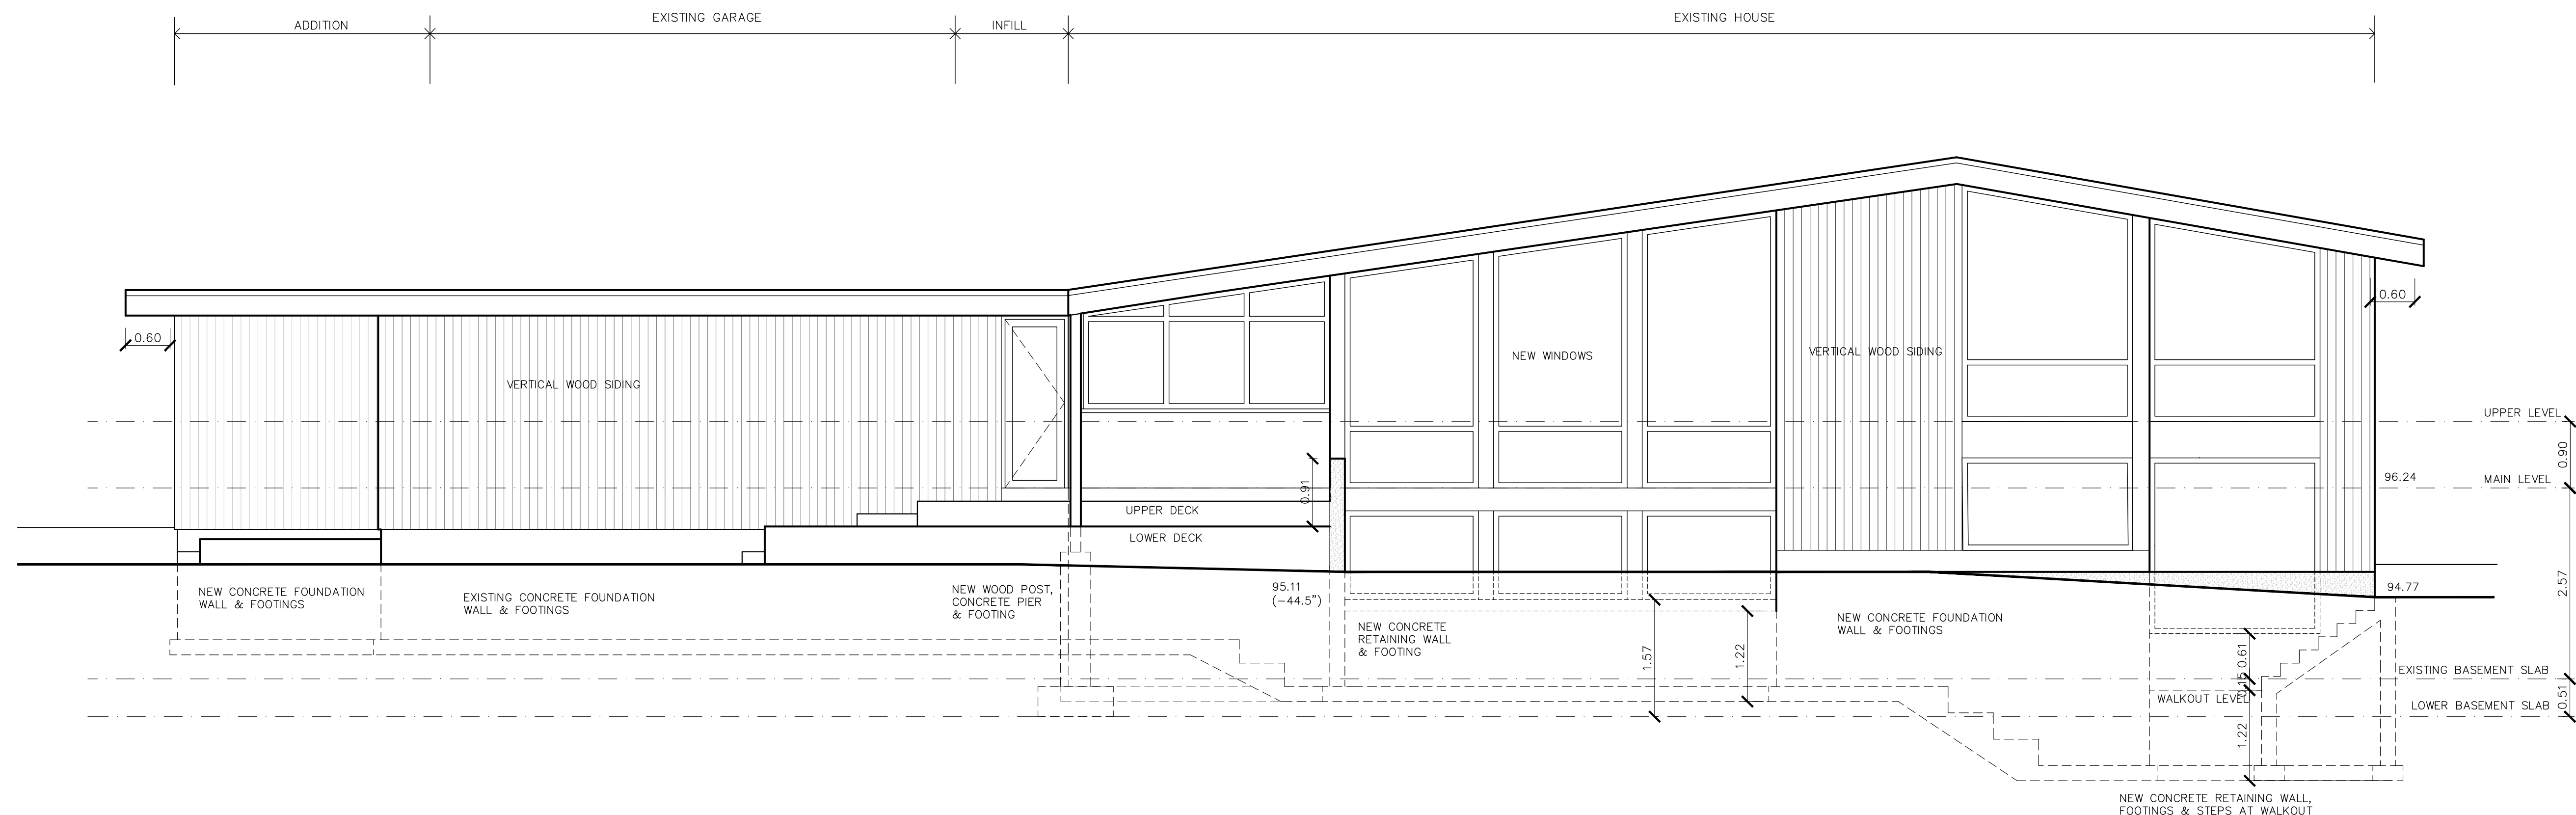 ADDITION
EXISTING GARAGE
INFILL
EXISTING HOUSE
0.60
0.60
VERTICAL WOOD SIDING
NEW WINDOWS
VERTICAL WOOD SIDING
UPPER LEVEL
0.90
96.24
MAIN LEVEL
0.91
UPPER DECK
LOWER DECK
NEW CONCRETE FOUNDATION
WALL & FOOTINGS
EXISTING CONCRETE FOUNDATION
WALL & FOOTINGS
NEW WOOD POST,
CONCRETE PIER
& FOOTING
95.11
(-44.5")
NEW CONCRETE
RETAINING WALL
& FOOTING
1.57
1.22
NEW CONCRETE FOUNDATION
WALL & FOOTINGS
94.77
2.57
0.61
0.15
WALKOUT LEVEL
1.22
EXISTING BASEMENT SLAB
0.51
LOWER BASEMENT SLAB
NEW CONCRETE RETAINING WALL,
FOOTINGS & STEPS AT WALKOUT